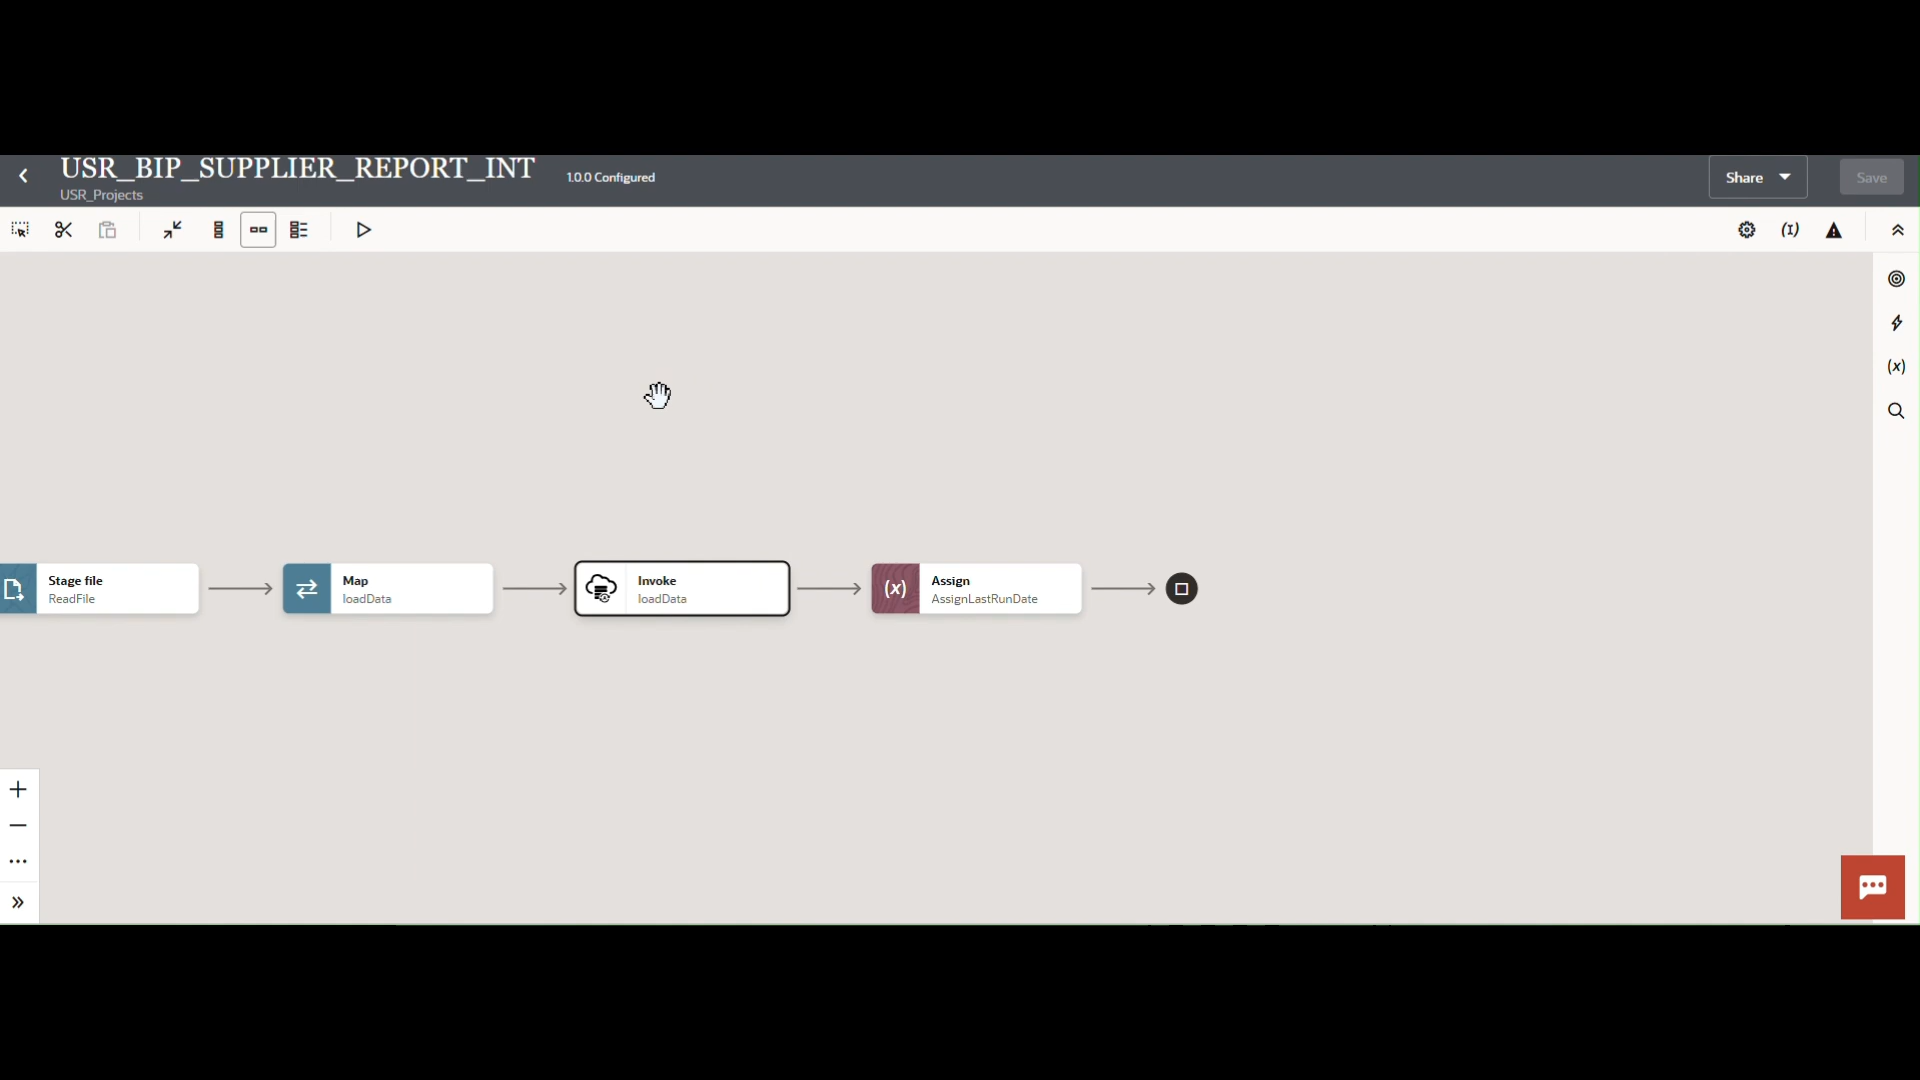 USR_BIP_SUPPLIER_REPORT_INT
1.0.0 Configured
USR_Projects
Share
Save
(I)
(x)
Stage file
ReadFile
Map
loadData
Invoke
loadData
(x)
Assign
AssignLastRunDate